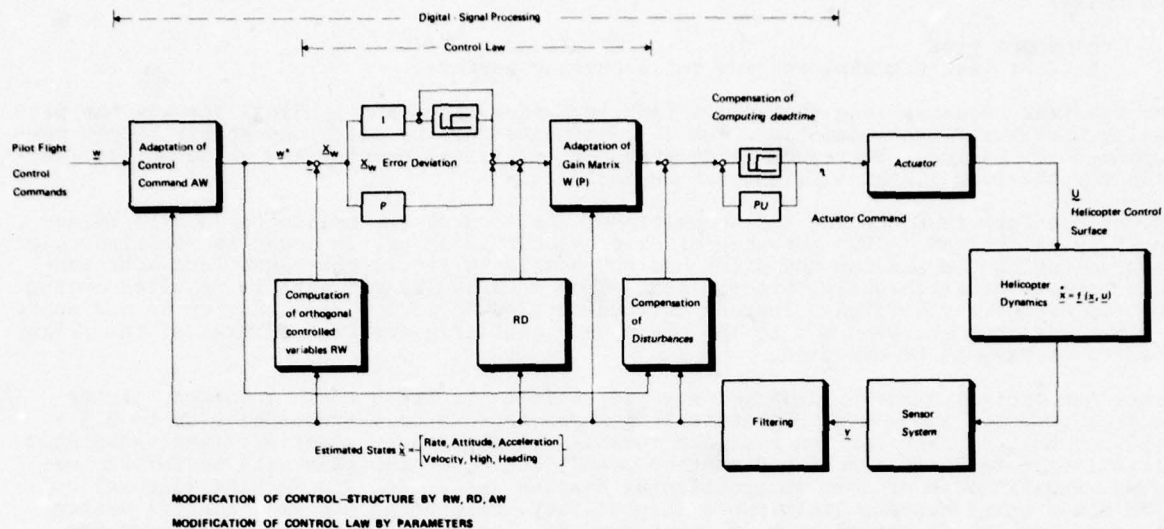 Digital - Signal Processing
Control Law
Compensation of
Computing deadtime
Pilot Flight
Control
Commands
w
Adaptation of
Control
Command AW
w*
X_w
X_w
I
Error Deviation
P
Adaptation of
Gain Matrix
W (P)
PU
Actuator
Actuator Command
U
Helicopter Control
Surface
Helicopter
Dynamics
ẋ = f (x, u)
Computation
of orthogonal
controlled
variables RW
RD
Compensation
of
Disturbances
Filtering
Y
Sensor
System
Estimated States x̂ = [Rate, Attitude, Acceleration
Velocity, High, Heading]
MODIFICATION OF CONTROL–STRUCTURE BY RW, RD, AW
MODIFICATION OF CONTROL LAW BY PARAMETERS